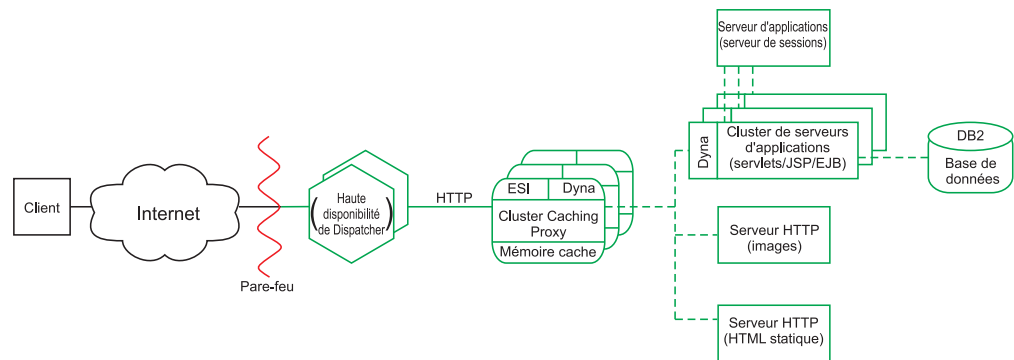 Client
Internet
Pare-feu
Haute
disponibilité
de Dispatcher
HTTP
ESI
Dyna
Cluster Caching
Proxy
Mémoire cache
Serveur d'applications
(serveur de sessions)
Dyna
Cluster de serveurs
d'applications
(servlets/JSP/EJB)
DB2
Base de
données
Serveur HTTP
(images)
Serveur HTTP
(HTML statique)